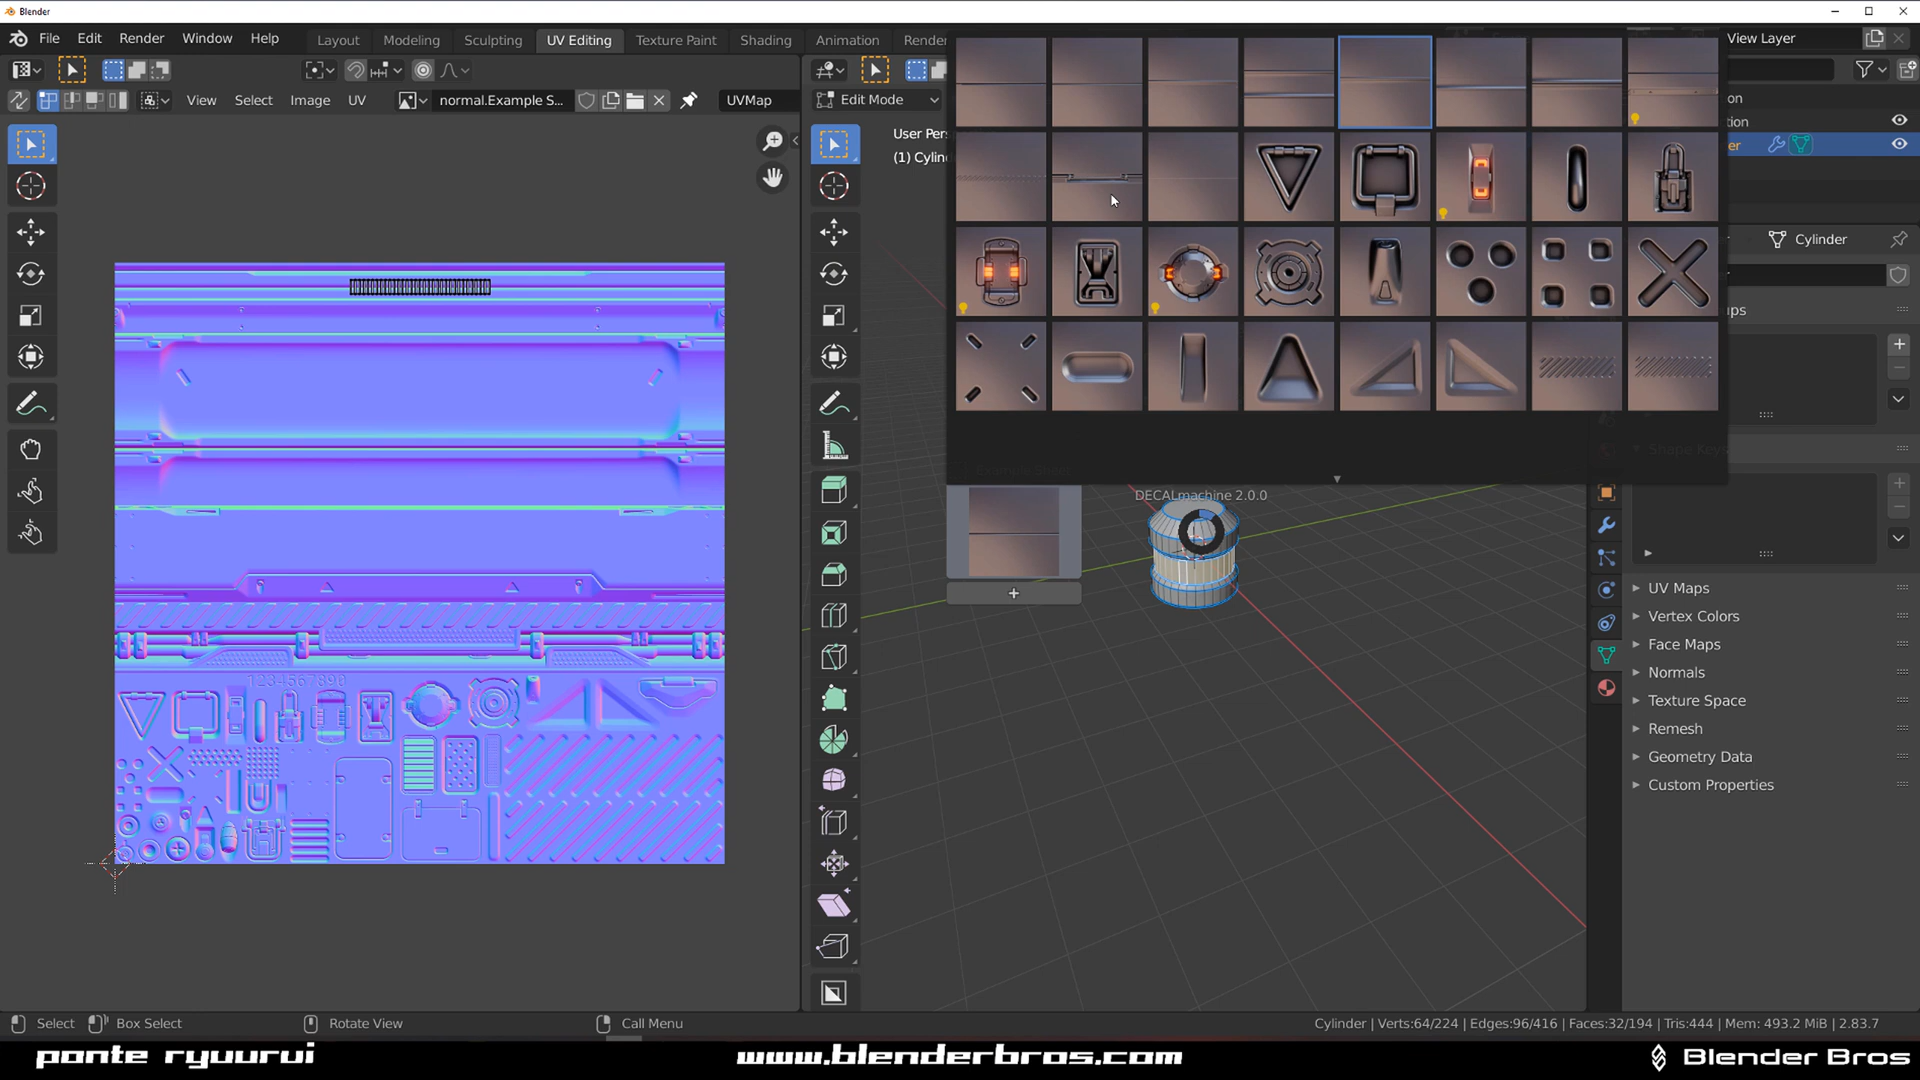 Blender
File Edit Render Window Help Layout Modeling Sculpting UV Editing Texture Paint Shading Animation Render View Layer
View Select Image UV normal.Example S... UVMap Edit Mode
User Pers
(1) Cylin
Cylinder
DECALmachine 2.0.0
Shape Keys
UV Maps
Vertex Colors
Face Maps
Normals
Texture Space
Remesh
Geometry Data
Custom Properties
1234567890
Select Box Select Rotate View Call Menu Cylinder | Verts:64/224 | Edges:96/416 | Faces:32/194 | Tris:444 | Mem: 493.2 MiB | 2.83.7
ponte ryuurui www.blenderbros.com Blender Bros